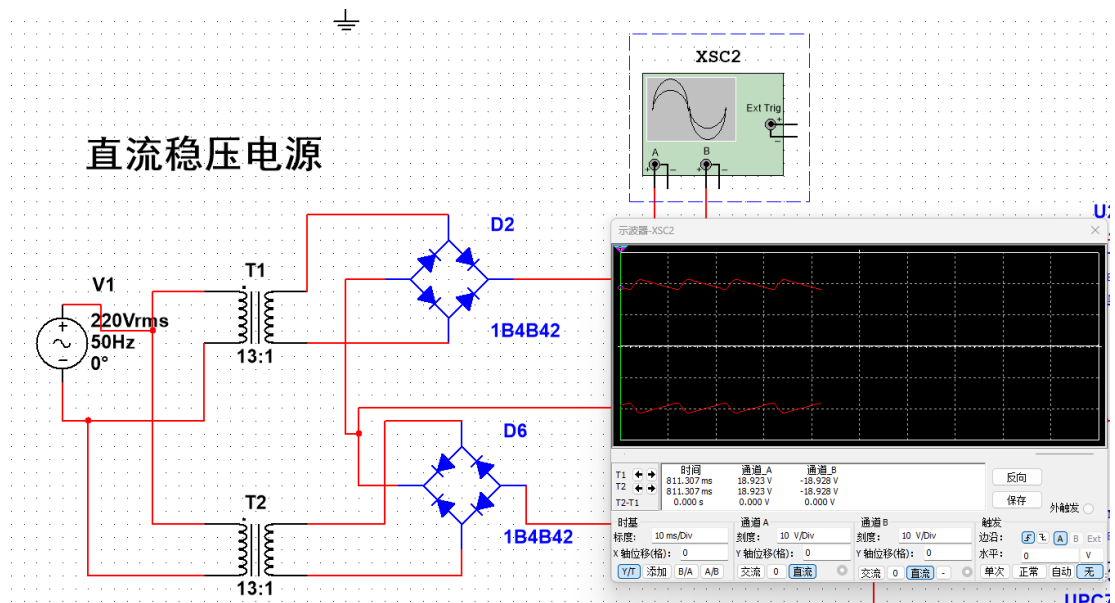 XSC2
Ext Trig
+
−
A
B
+ − + −
直流稳压电源
D2
1B4B42
V1
T1
220Vrms
50Hz
0°
13:1
D6
1B4B42
T2
13:1
示波器-XSC2
时间 通道_A 通道_B
T1 811.307 ms 18.923 V -18.928 V
T2 811.307 ms 18.923 V -18.928 V
T2-T1 0.000 s 0.000 V 0.000 V
反向
保存
外触发
时基 通道A 通道B 触发
标度: 10 ms/Div 刻度: 10 V/Div 刻度: 10 V/Div 边沿: A B Ext
X 轴位移(格): 0 Y 轴位移(格): 0 Y 轴位移(格): 0 水平: 0 V
Y/T 添加 B/A A/B 交流 0 直流 交流 0 直流 - 单次 正常 自动 无